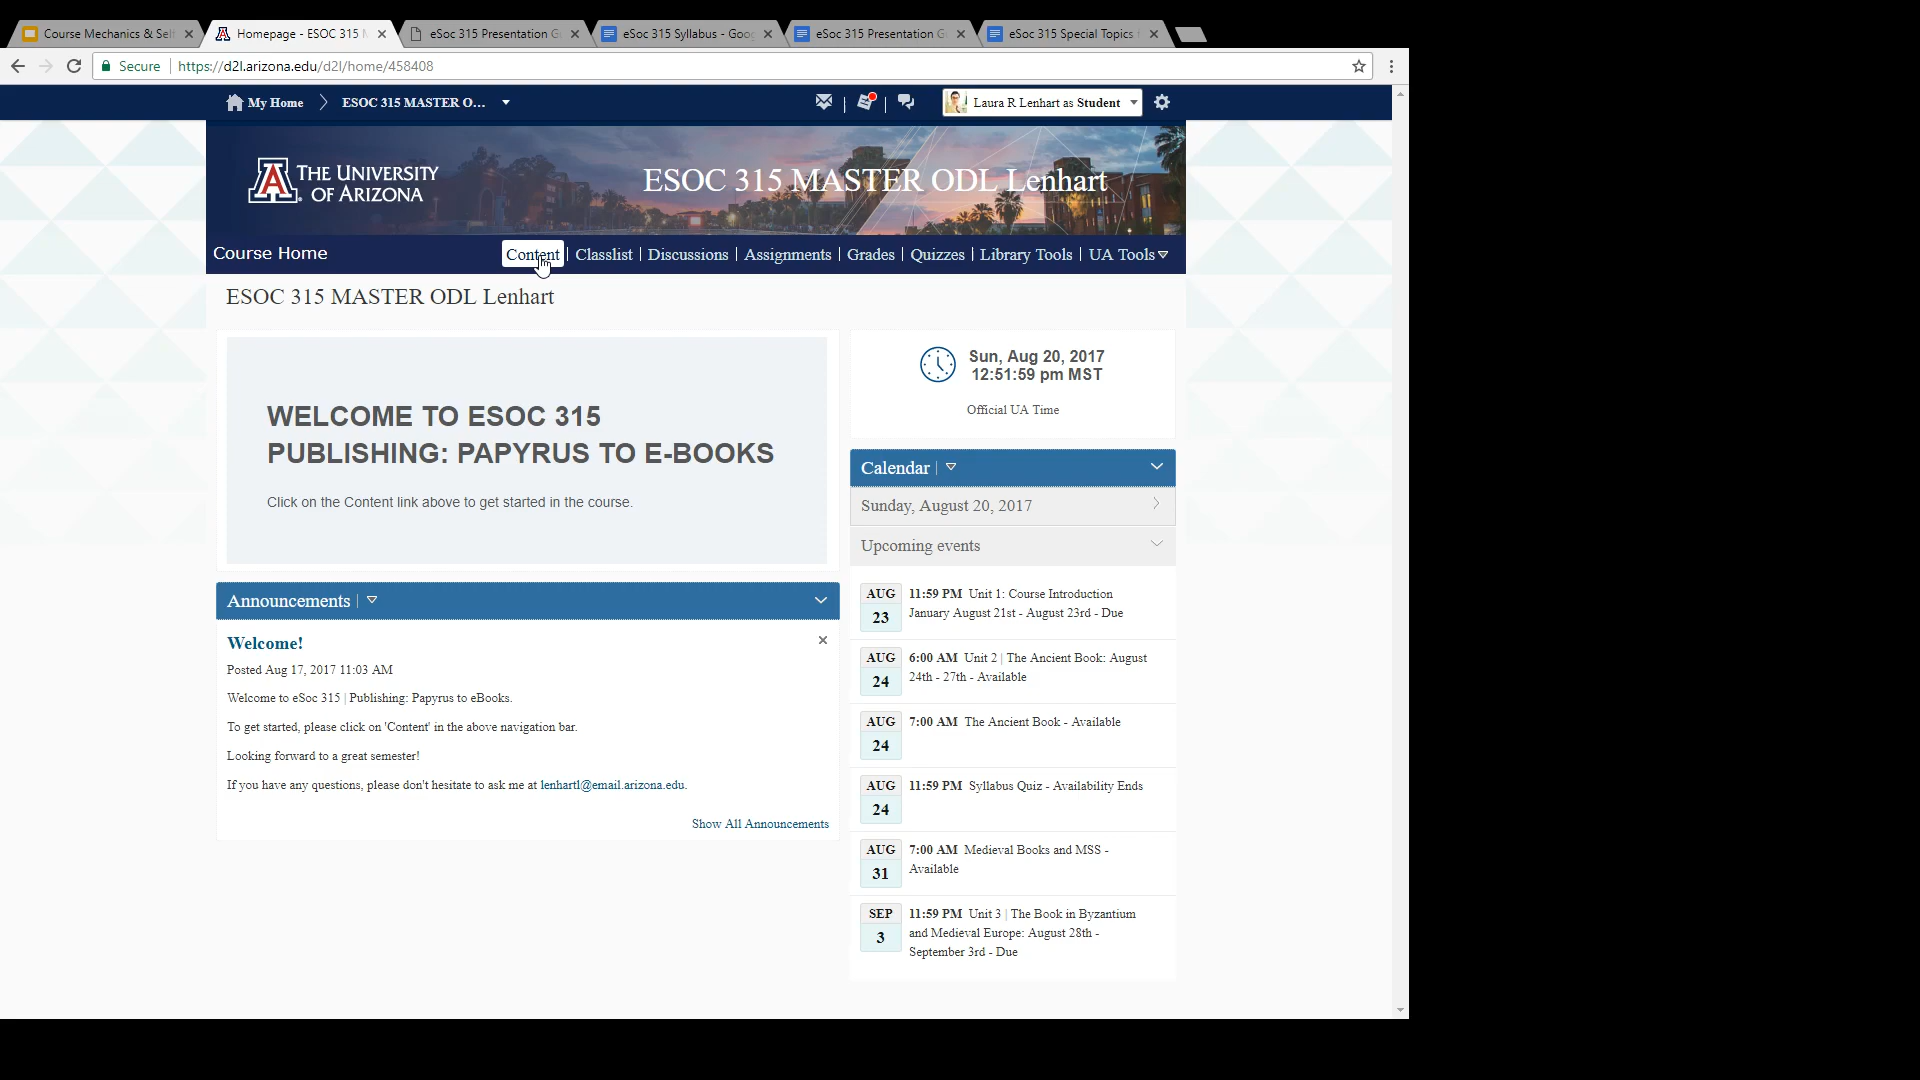 Course Mechanics & Sel
Homepage - ESOC 315 M
eSoc 315 Presentation G
eSoc 315 Syllabus - Goog
eSoc 315 Presentation G
eSoc 315 Special Topics
Secure
https://d2l.arizona.edu/d2l/home/458408
My Home
ESOC 315 MASTER O...
Laura R Lenhart as Student
THE UNIVERSITY
OF ARIZONA
ESOC 315 MASTER ODL Lenhart
Course Home
Content | Classlist | Discussions | Assignments | Grades | Quizzes | Library Tools | UA Tools
ESOC 315 MASTER ODL Lenhart
WELCOME TO ESOC 315
PUBLISHING: PAPYRUS TO E-BOOKS
Click on the Content link above to get started in the course.
Announcements
Welcome!
Posted Aug 17, 2017 11:03 AM
Welcome to eSoc 315 | Publishing: Papyrus to eBooks.
To get started, please click on 'Content' in the above navigation bar.
Looking forward to a great semester!
If you have any questions, please don't hesitate to ask me at lenhartl@email.arizona.edu.
Show All Announcements
Sun, Aug 20, 2017
12:51:59 pm MST
Official UA Time
Calendar
Sunday, August 20, 2017
Upcoming events
AUG
23
11:59 PM Unit 1: Course Introduction
January August 21st - August 23rd - Due
AUG
24
6:00 AM Unit 2 | The Ancient Book: August
24th - 27th - Available
AUG
24
7:00 AM The Ancient Book - Available
AUG
24
11:59 PM Syllabus Quiz - Availability Ends
AUG
31
7:00 AM Medieval Books and MSS -
Available
SEP
3
11:59 PM Unit 3 | The Book in Byzantium
and Medieval Europe: August 28th -
September 3rd - Due